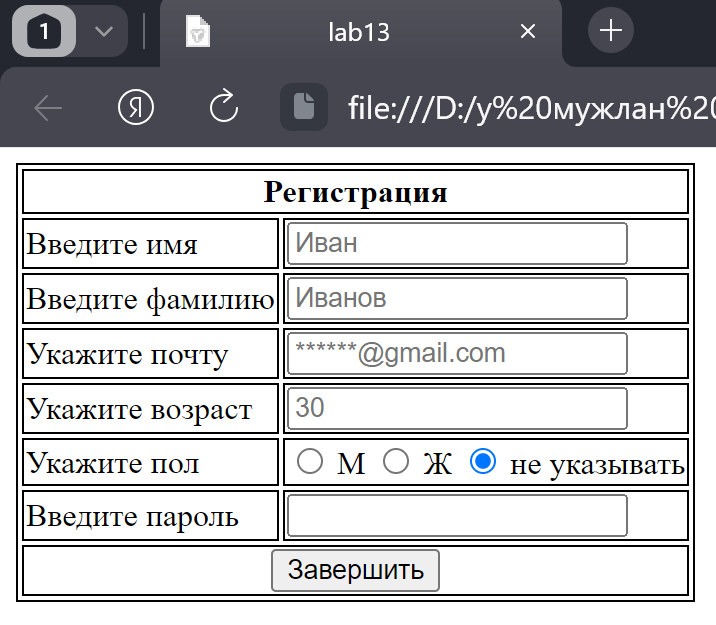 1
lab13
Я
file:///D:/у%20мужлан%20
Регистрация
Введите имя
Иван
Введите фамилию
Иванов
Укажите почту
******@gmail.com
Укажите возраст
30
Укажите пол
М Ж не указывать
Введите пароль
Завершить